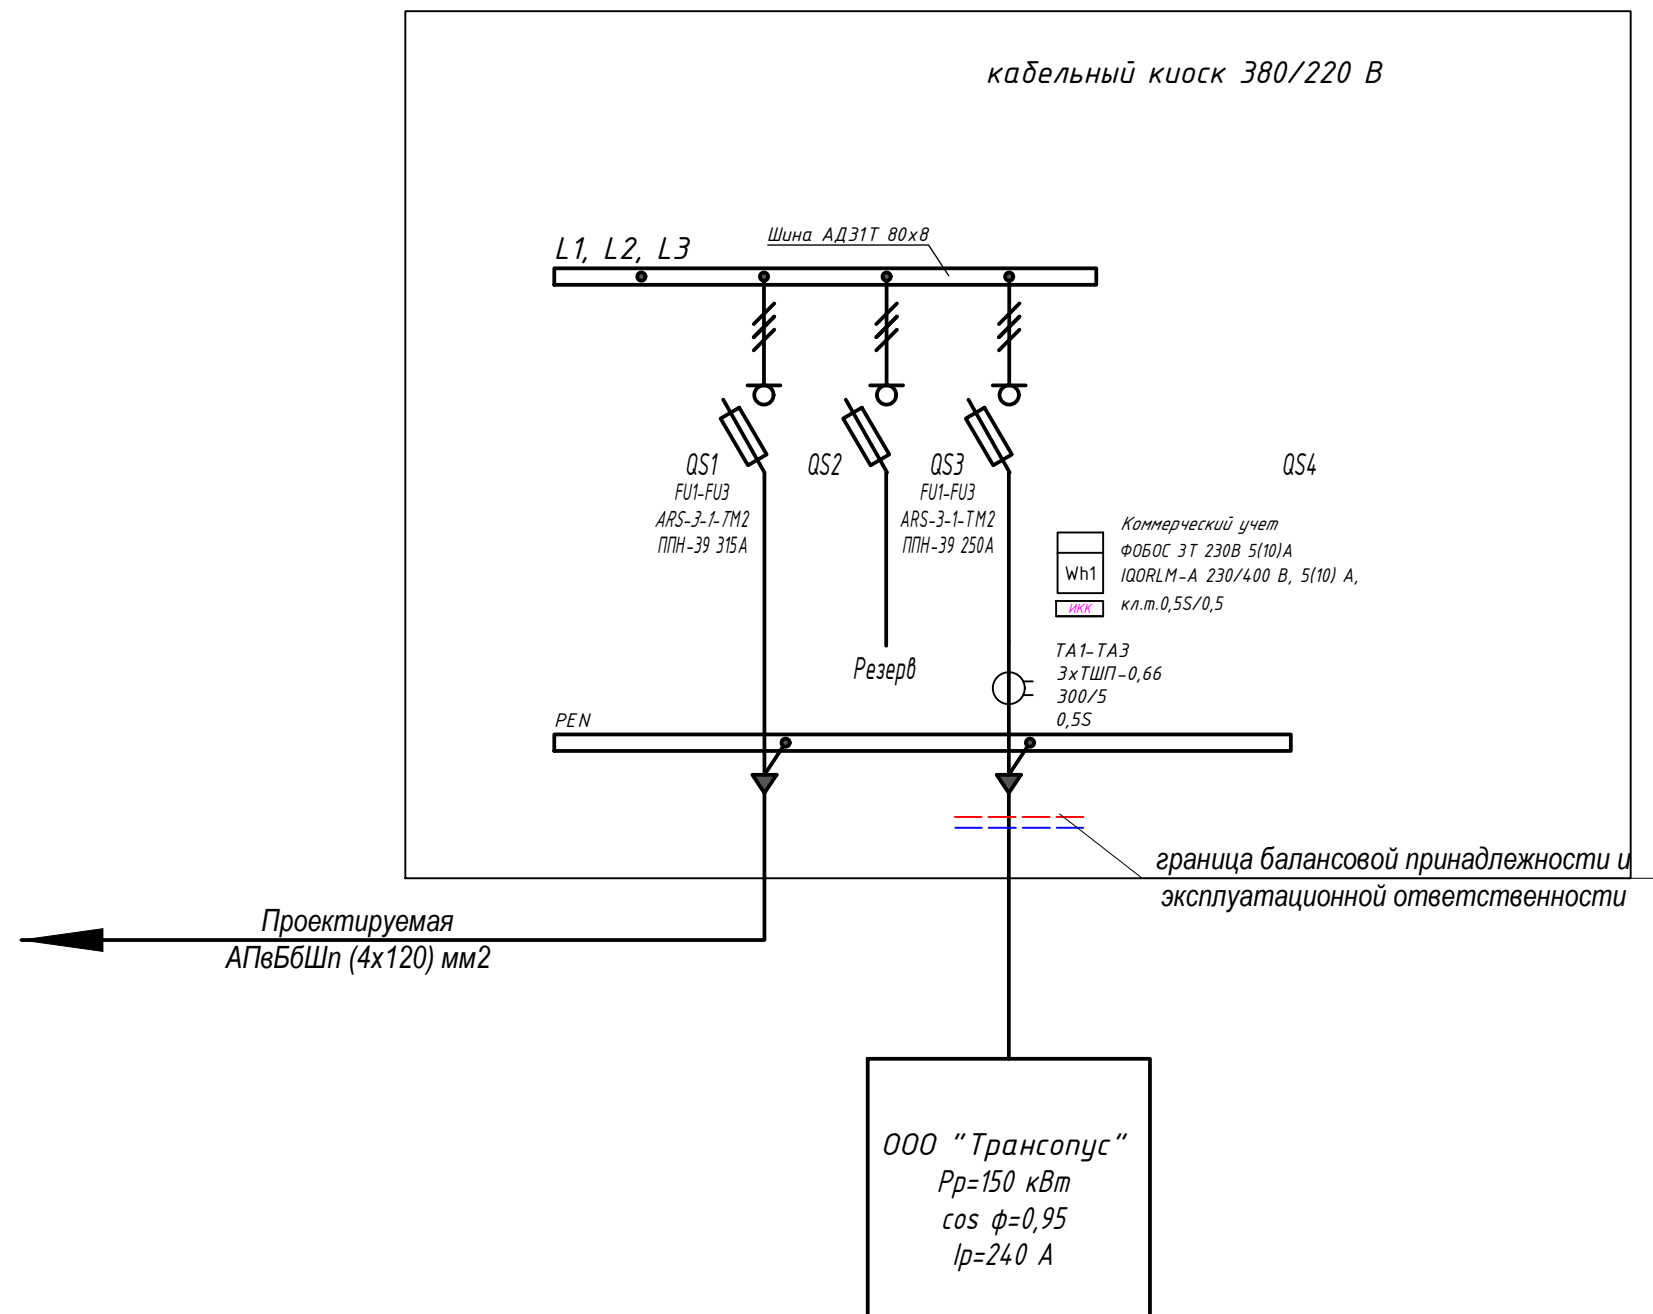 кабельный киоск 380/220 В
Шина АД31Т 80х8
L1, L2, L3
QS1
FU1-FU3
ARS-3-1-TM2
ППН-39 315А
QS2
QS3
FU1-FU3
ARS-3-1-TM2
ППН-39 250А
QS4
Коммерческий учет
ФОБОС 3Т 230В 5(10)А
IQORLM-A 230/400 В, 5(10) А,
кл.т.0,5S/0,5
Wh1
ИКК
Резерв
ТА1-ТА3
3хТШП-0,66
300/5
0,5S
PEN
граница балансовой принадлежности и
эксплуатационной ответственности
Проектируемая
АПвБбШп (4х120) мм2
ООО "Трансопус"
Рр=150 кВт
cos ф=0,95
Iр=240 А